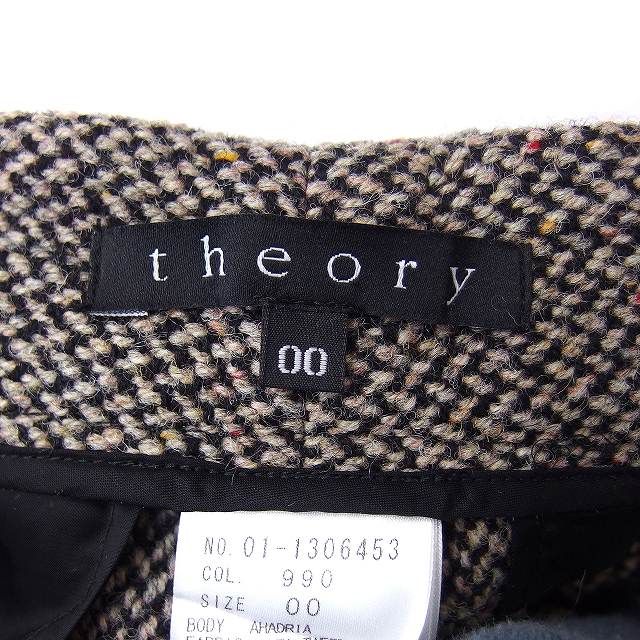 theory
00
NO. 01-1306453
COL. 990
SIZE 00
BODY AHADRIA